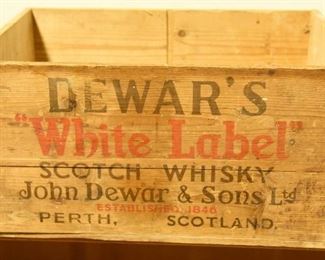 DEWAR'S
"White Label"
SCOTCH WHISKY
John Dewar & Sons Ltd
ESTABLISHED 1846
PERTH, SCOTLAND.